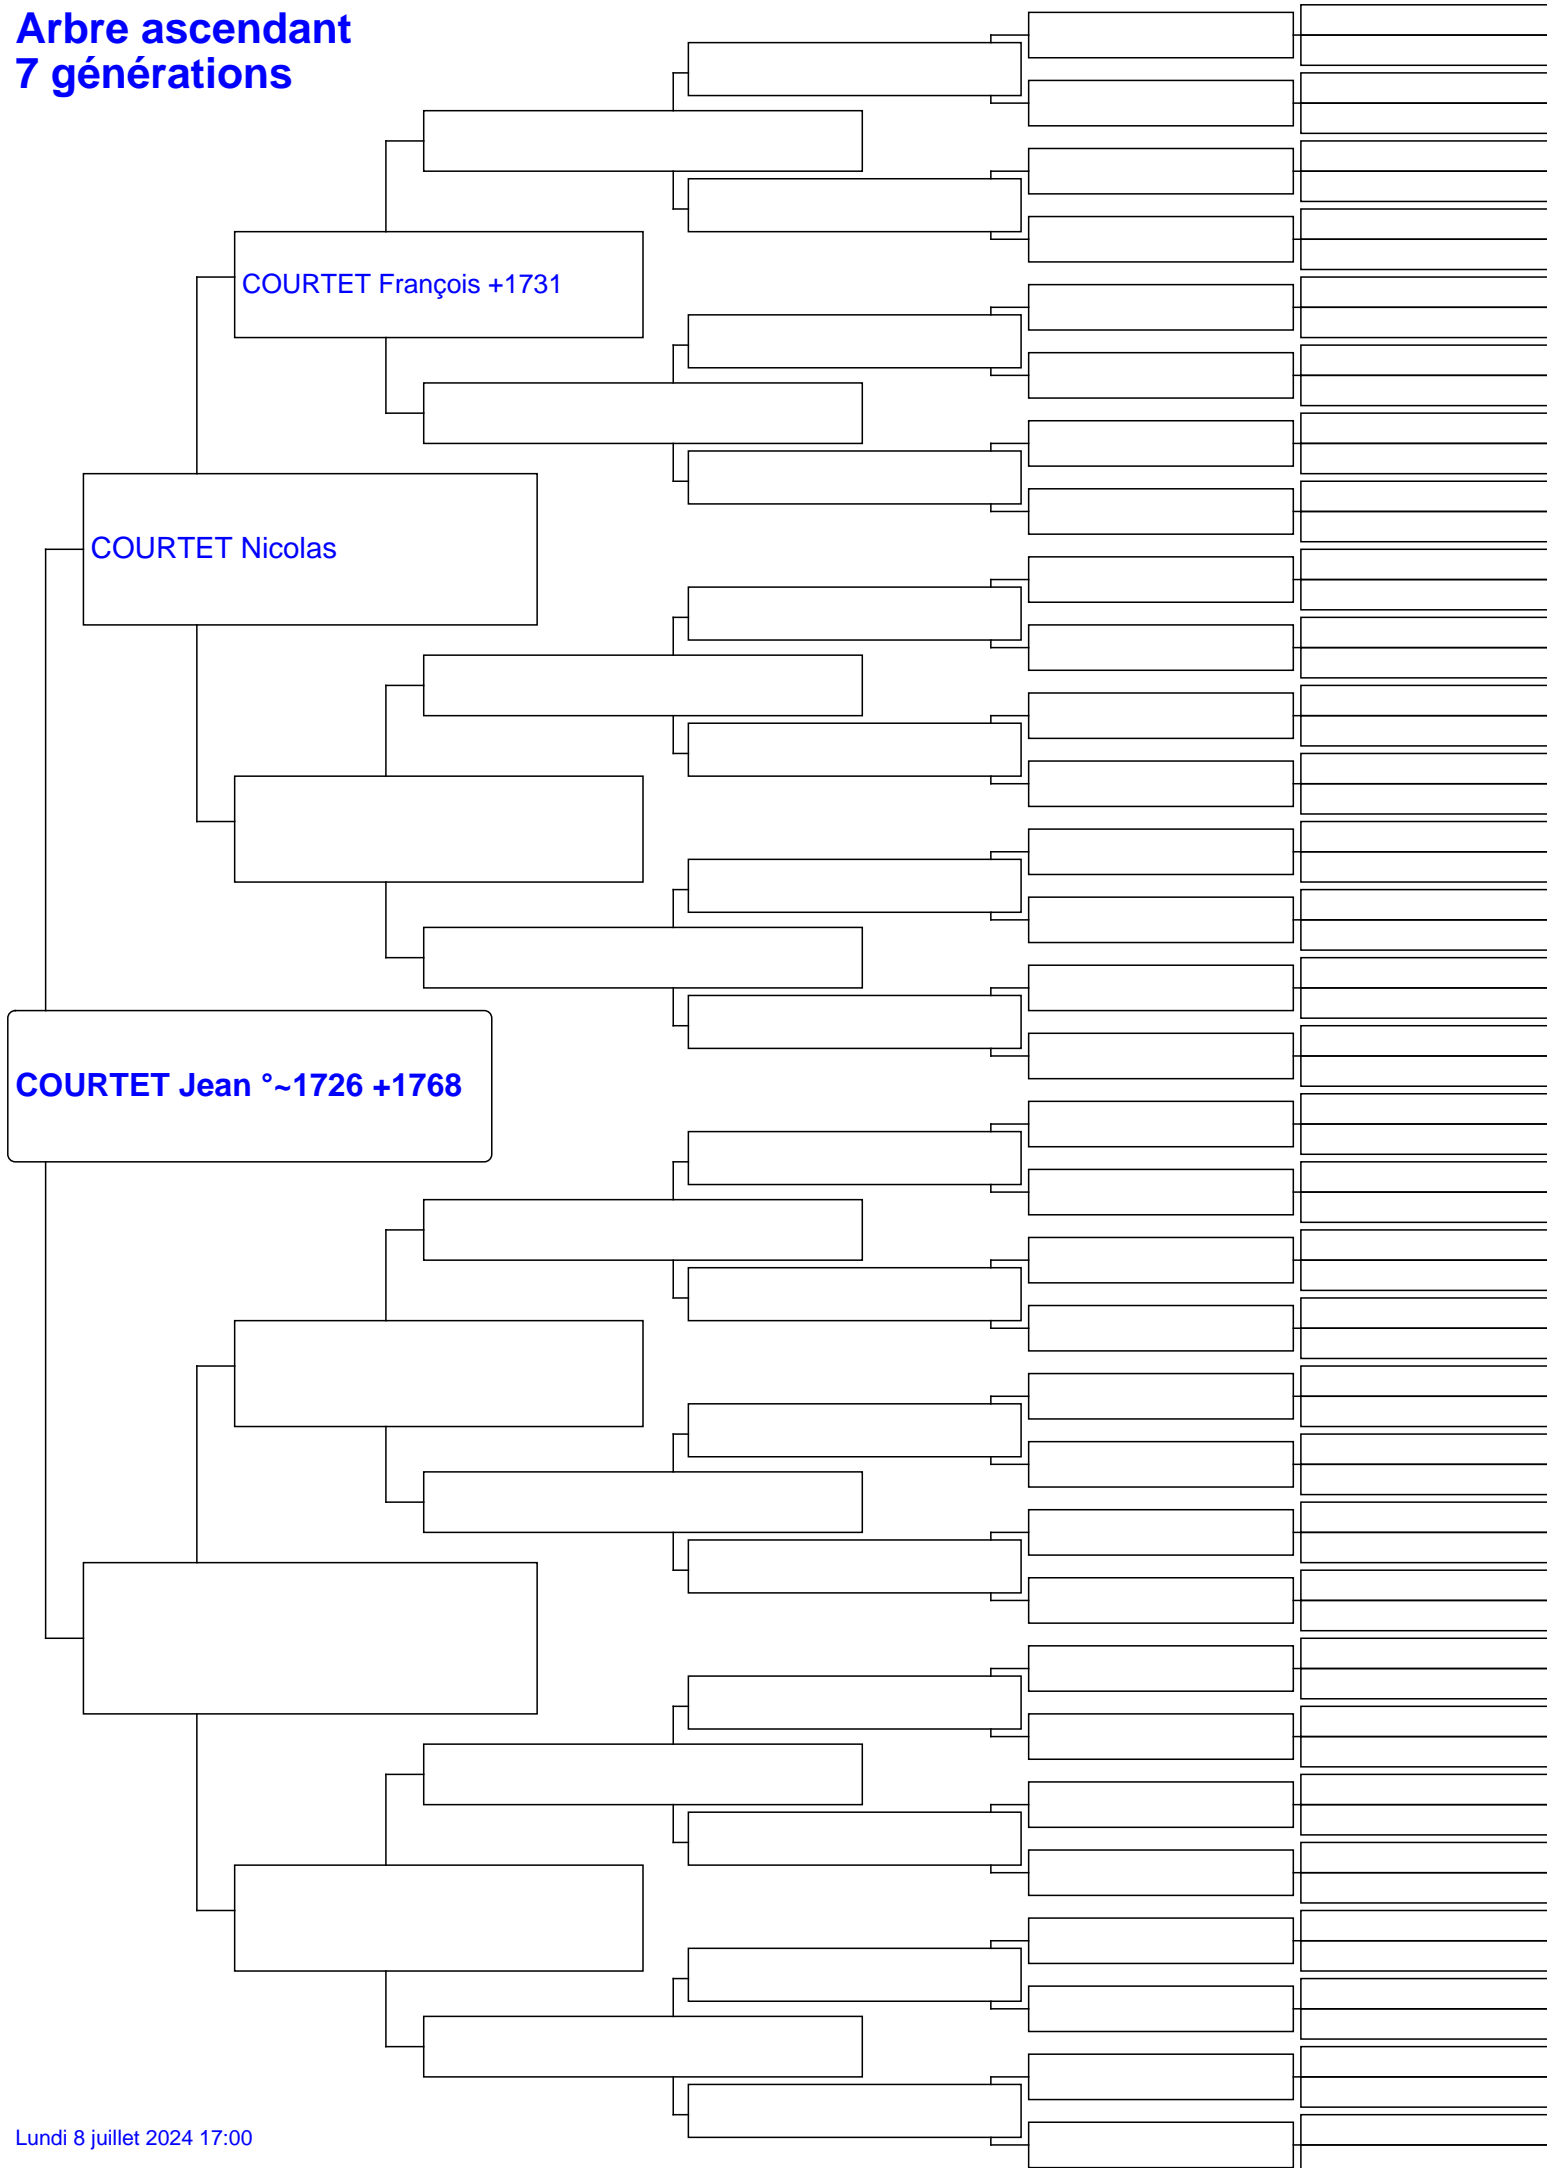 Arbre ascendant
7 générations
COURTET François +1731
COURTET Nicolas
COURTET Jean °~1726 +1768
Lundi 8 juillet 2024 17:00